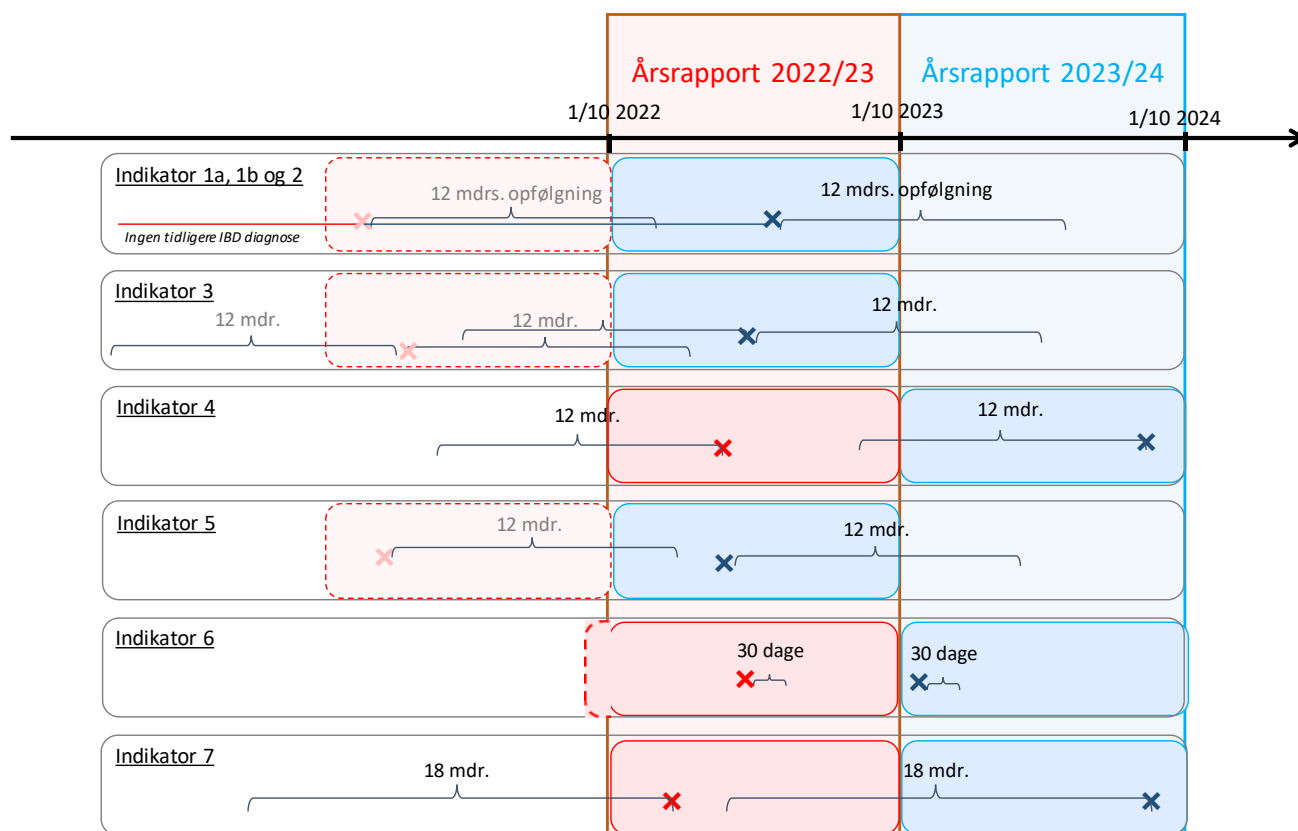 Årsrapport 2022/23
Årsrapport 2023/24
1/10 2022
1/10 2023
1/10 2024
Indikator 1a, 1b og 2
12 mdrs. opfølgning
12 mdrs. opfølgning
Ingen tidligere IBD diagnose
Indikator 3
12 mdr.
12 mdr.
12 mdr.
Indikator 4
12 mdr.
12 mdr.
Indikator 5
12 mdr.
12 mdr.
Indikator 6
30 dage
30 dage
Indikator 7
18 mdr.
18 mdr.